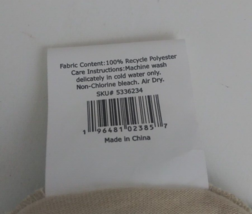 Fabric Content:100% Recycle Polyester
Care Instructions:Machine wash
delicately in cold water only.
Non-Chlorine bleach. Air Dry.
SKU# 5336234
1 96481 02385 7
Made in China